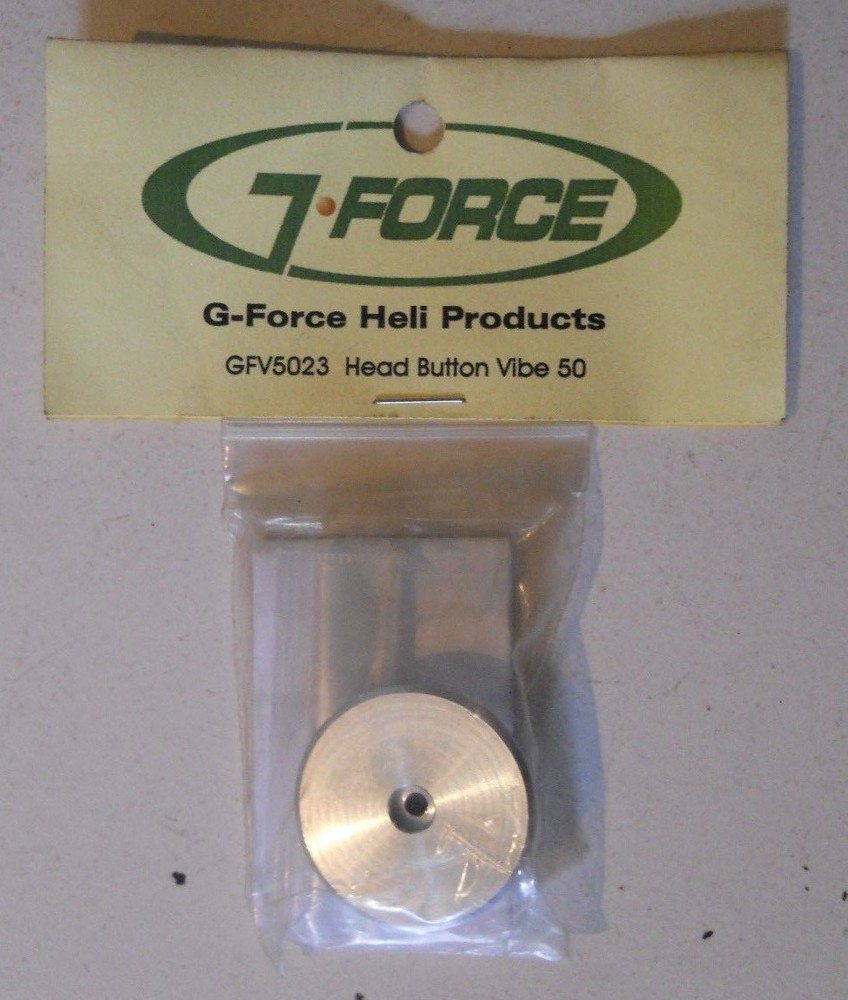 G-FORCE
G-Force Heli Products
GFV5023 Head Button Vibe 50